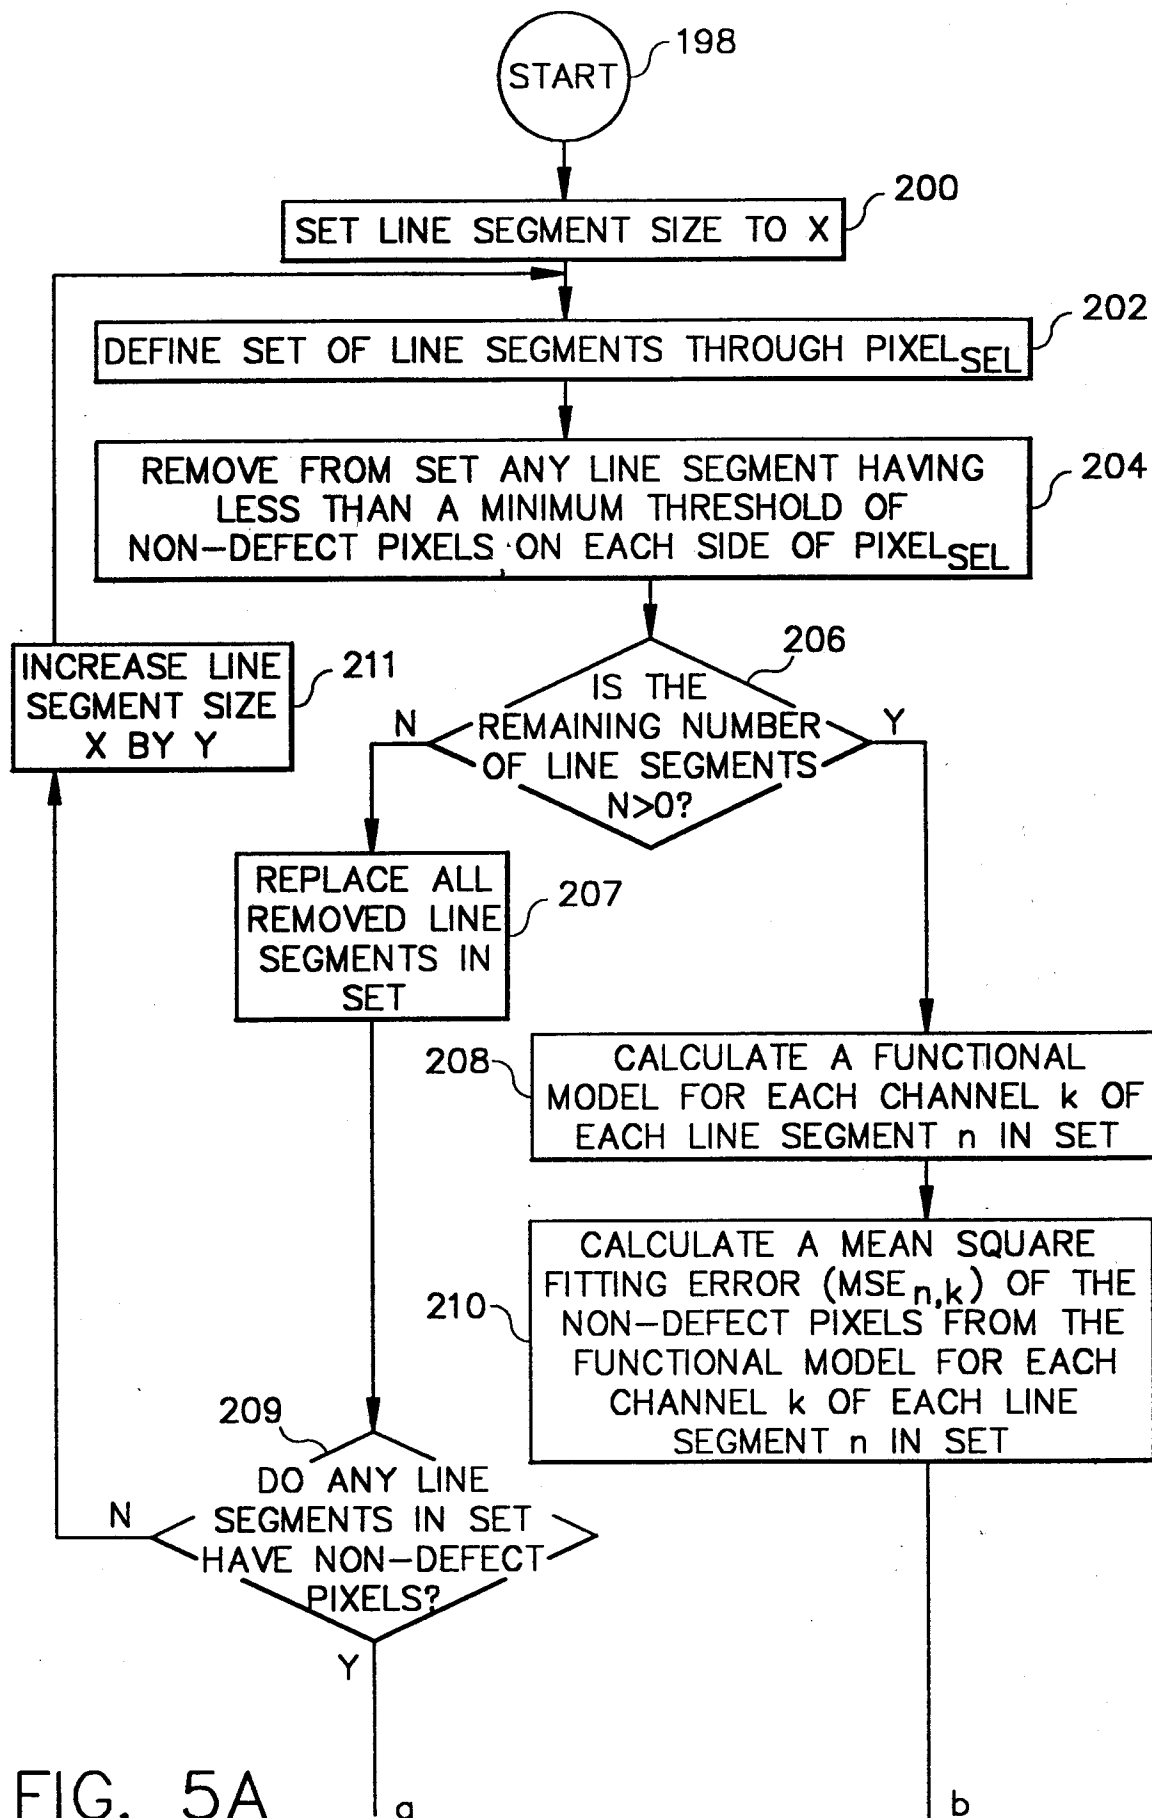 START
198
SET LINE SEGMENT SIZE TO X
200
DEFINE SET OF LINE SEGMENTS THROUGH PIXELSEL
202
REMOVE FROM SET ANY LINE SEGMENT HAVING
LESS THAN A MINIMUM THRESHOLD OF
NON-DEFECT PIXELS ON EACH SIDE OF PIXELSEL
204
INCREASE LINE
SEGMENT SIZE
X BY Y
211
206
IS THE
REMAINING NUMBER
OF LINE SEGMENTS
N>0?
N
Y
REPLACE ALL
REMOVED LINE
SEGMENTS IN
SET
207
208
CALCULATE A FUNCTIONAL
MODEL FOR EACH CHANNEL k OF
EACH LINE SEGMENT n IN SET
210
CALCULATE A MEAN SQUARE
FITTING ERROR (MSEn,k) OF THE
NON-DEFECT PIXELS FROM THE
FUNCTIONAL MODEL FOR EACH
CHANNEL k OF EACH LINE
SEGMENT n IN SET
209
DO ANY LINE
SEGMENTS IN SET
HAVE NON-DEFECT
PIXELS?
N
Y
FIG. 5A
a
b